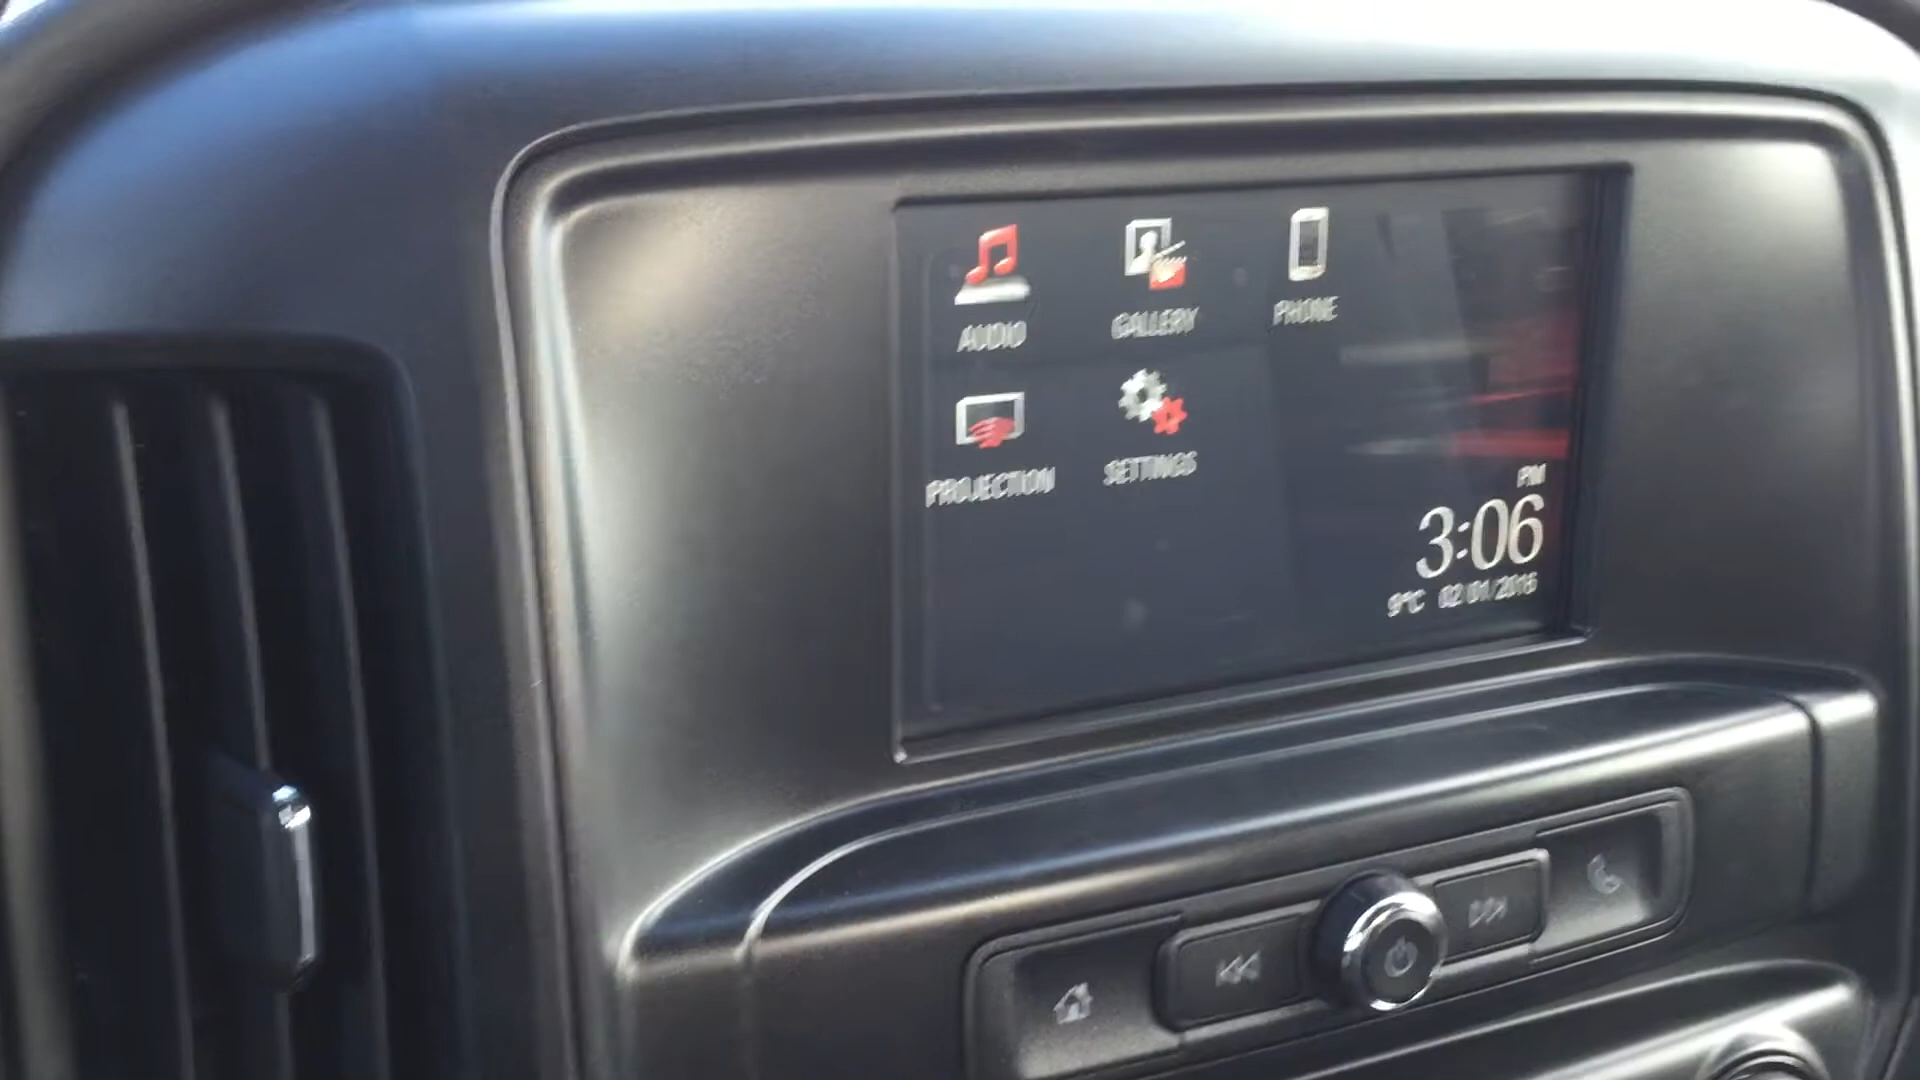 AUDIO
GALLERY
PHONE
PROJECTION
SETTINGS
PM
3:06
9°C 02/01/2016